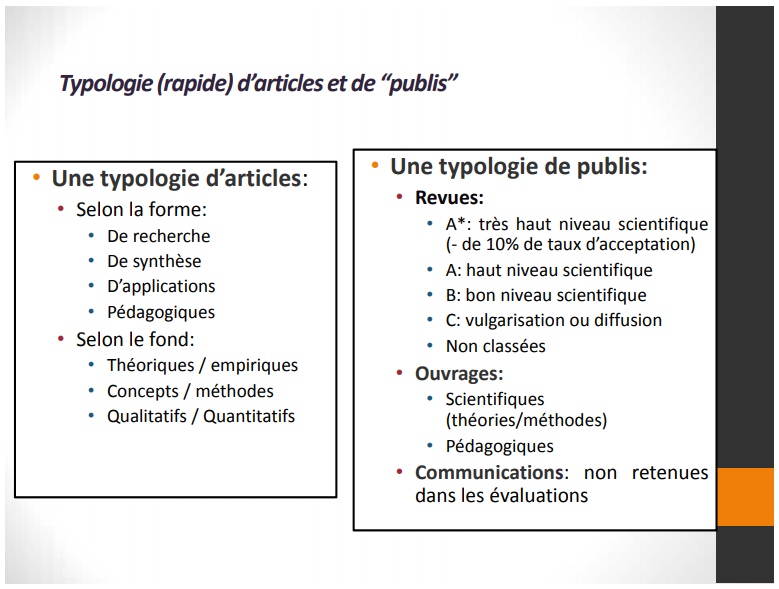 Typologie (rapide) d’articles et de “publis”
• Une typologie d’articles:
• Selon la forme:
• De recherche
• De synthèse
• D’applications
• Pédagogiques
• Selon le fond:
• Théoriques / empiriques
• Concepts / méthodes
• Qualitatifs / Quantitatifs
• Une typologie de publis:
• Revues:
• A*: très haut niveau scientifique
(- de 10% de taux d’acceptation)
• A: haut niveau scientifique
• B: bon niveau scientifique
• C: vulgarisation ou diffusion
• Non classées
• Ouvrages:
• Scientifiques
(théories/méthodes)
• Pédagogiques
• Communications: non retenues
dans les évaluations